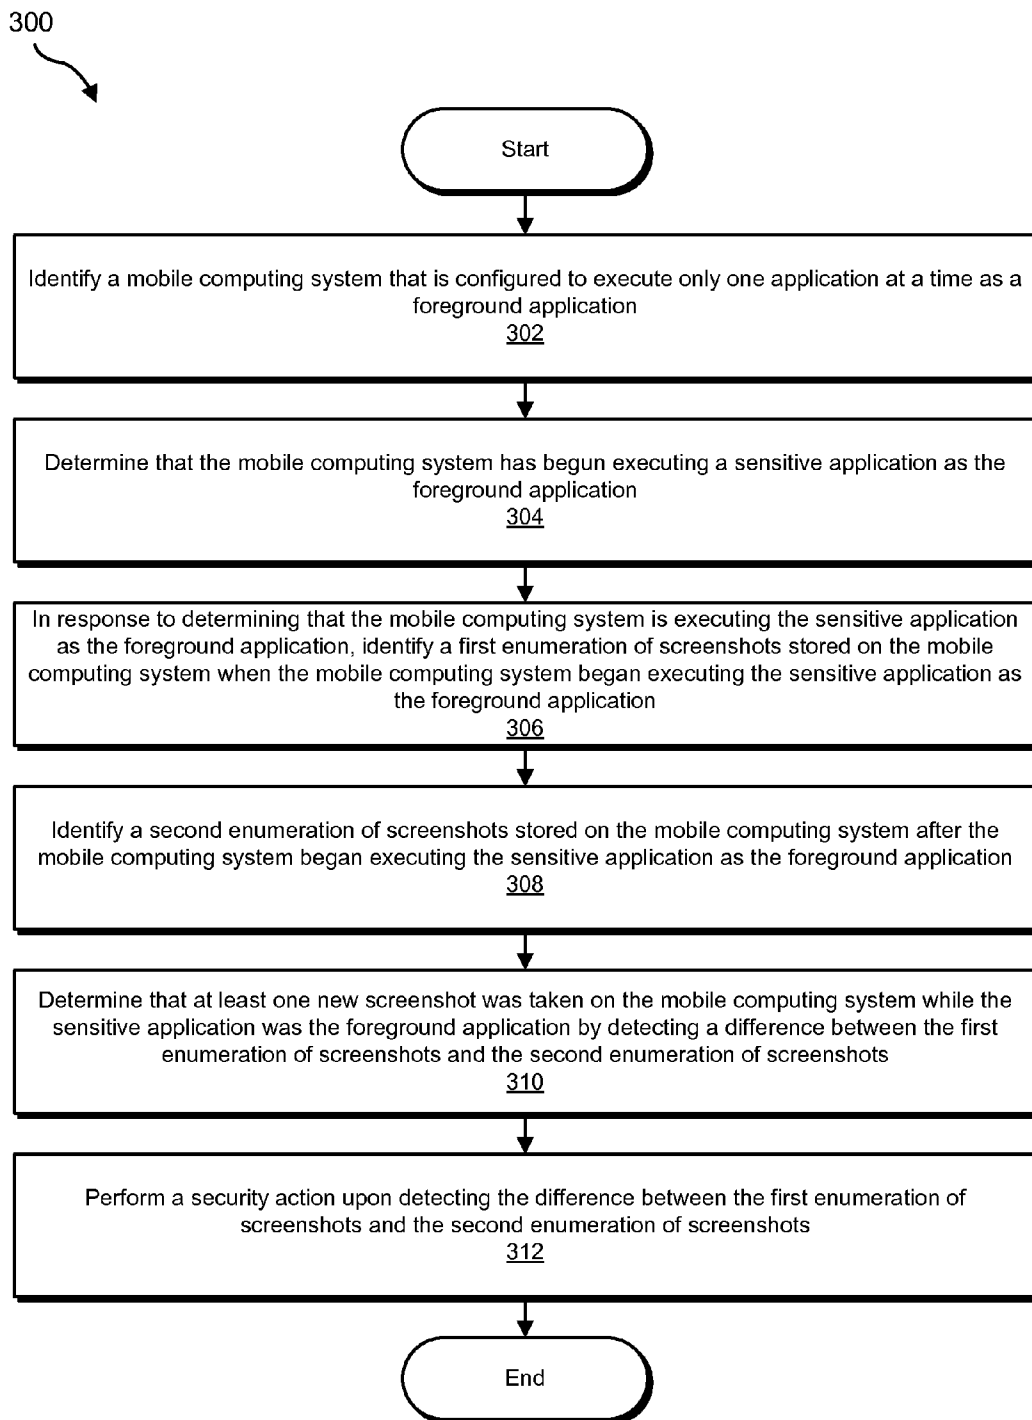 300
Start
Identify a mobile computing system that is configured to execute only one application at a time as a
foreground application
302
Determine that the mobile computing system has begun executing a sensitive application as the
foreground application
304
In response to determining that the mobile computing system is executing the sensitive application
as the foreground application, identify a first enumeration of screenshots stored on the mobile
computing system when the mobile computing system began executing the sensitive application as
the foreground application
306
Identify a second enumeration of screenshots stored on the mobile computing system after the
mobile computing system began executing the sensitive application as the foreground application
308
Determine that at least one new screenshot was taken on the mobile computing system while the
sensitive application was the foreground application by detecting a difference between the first
enumeration of screenshots and the second enumeration of screenshots
310
Perform a security action upon detecting the difference between the first enumeration of
screenshots and the second enumeration of screenshots
312
End